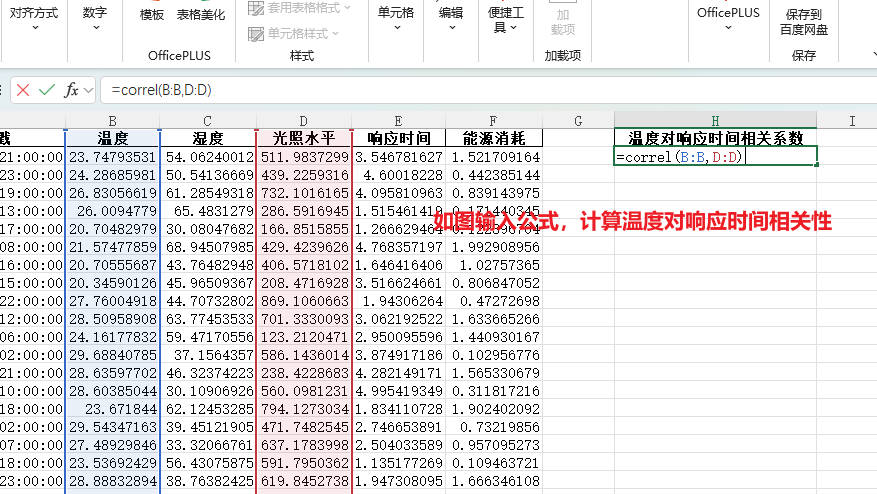 对齐方式 数字 模板 表格美化 套用表格格式 单元格 编辑 便捷工具 加载项 OfficePLUS 保存到百度网盘
单元格样式
OfficePLUS 样式 加载项 保存
fx =correl(B:B,D:D)
B C D E F G H I
戳 温度 湿度 光照水平 响应时间 能源消耗 温度对响应时间相关系数
21:00:00 23.74793531 54.06240012 511.9837299 3.546781627 1.521709164 =correl(B:B,D:D)
23:00:00 24.28685981 50.54136669 439.2259316 4.60018228 0.442385144
19:00:00 26.83056619 61.28549318 732.1016165 4.095810963 0.839143975
13:00:00 26.0094779 65.4831279 286.5916945 1.515461419 0.171440345
如图输入公式，计算温度对响应时间相关性
17:00:00 20.70482979 30.08047682 166.8515855 1.266629464
08:00:00 21.57477859 68.94507985 429.4239626 4.768357197 1.992908956
16:00:00 20.70555687 43.76482948 406.5718102 1.646416406 1.02757365
15:00:00 20.34590126 45.96509367 208.4716928 3.516624661 0.806847052
22:00:00 27.76004918 44.70732802 869.1060663 1.94306264 0.47272698
12:00:00 28.50958908 63.77453533 701.3330093 3.062192522 1.633665266
06:00:00 24.16177832 59.47170556 123.2120471 2.950095596 1.440930167
02:00:00 29.68840785 37.1564357 586.1436014 3.874917186 0.102956776
21:00:00 28.63597702 46.32374223 238.4228683 4.282149171 1.565330679
10:00:00 28.60385044 30.10906926 560.0981231 4.995419349 0.311817216
18:00:00 23.671844 62.12453285 794.1273034 1.834110728 1.902402092
02:00:00 29.54347163 39.45121905 471.7482545 2.746653891 0.73219856
07:00:00 27.48929846 33.32066761 637.1783998 2.504033589 0.957095273
18:00:00 23.53692429 56.43075875 591.7950362 1.135177269 0.109463721
23:00:00 28.88832894 38.76382425 619.8452738 1.947308095 1.666346108